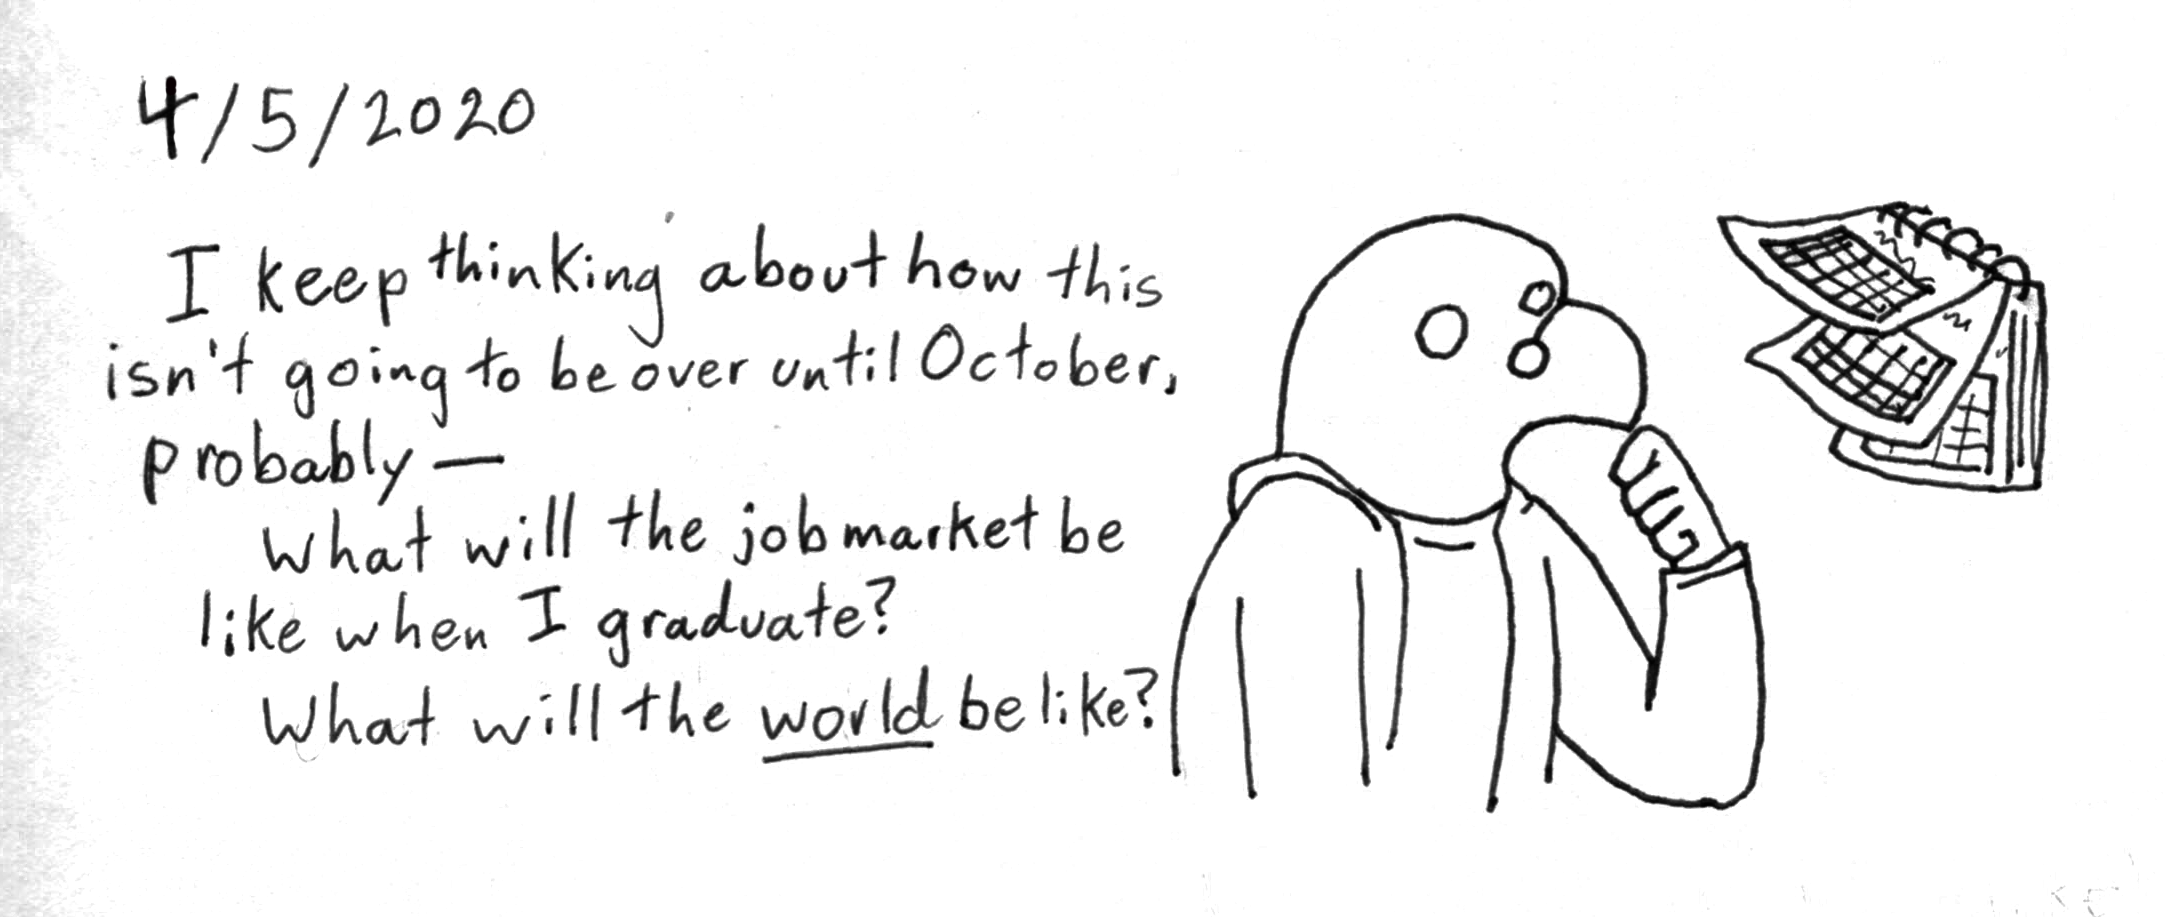 4/5/2020
I keep thinking about how this
isn't going to be over until October,
probably—
What will the job market be
like when I graduate?
What will the world be like?